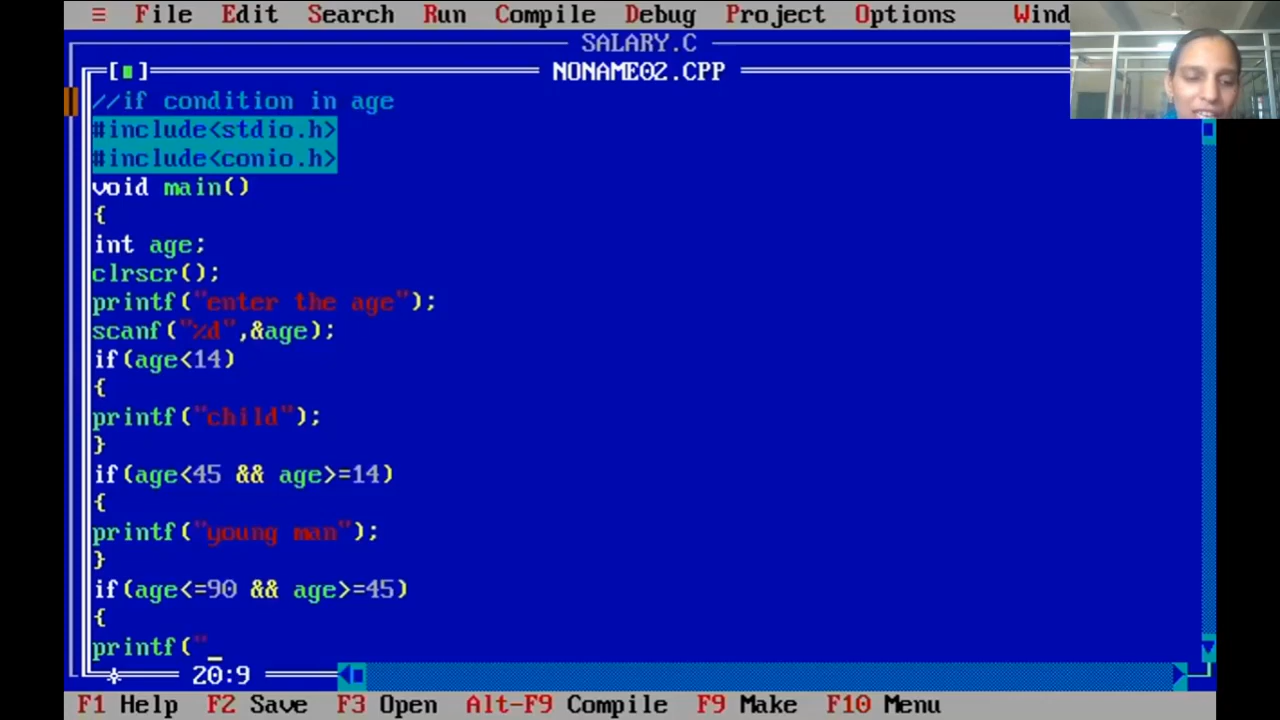 ≡ File Edit Search Run Compile Debug Project Options Wind
SALARY.C
[■] NONAME02.CPP
//if condition in age
#include<stdio.h>
#include<conio.h>
void main()
{
int age;
clrscr();
printf("enter the age");
scanf("%d",&age);
if(age<14)
{
printf("child");
}
if(age<45 && age>=14)
{
printf("young man");
}
if(age<=90 && age>=45)
{
printf("_
20:9
F1 Help F2 Save F3 Open Alt-F9 Compile F9 Make F10 Menu